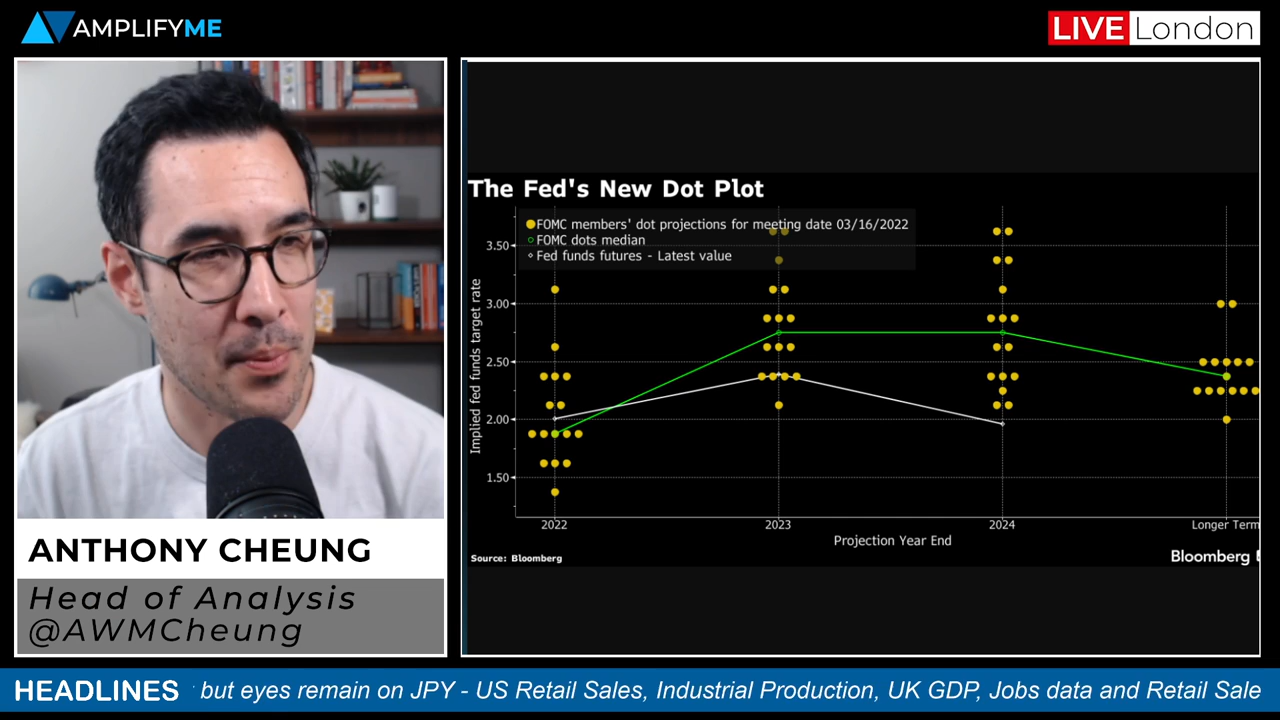 AMPLIFYME
LIVE London
The Fed's New Dot Plot
FOMC members' dot projections for meeting date 03/16/2022
FOMC dots median
Fed funds futures - Latest value
Implied fed funds target rate
3.50
3.00
2.50
2.00
1.50
2022 2023 2024 Longer Term
Projection Year End
Source: Bloomberg
Bloomberg
ANTHONY CHEUNG
Head of Analysis
@AWMCheung
HEADLINES but eyes remain on JPY - US Retail Sales, Industrial Production, UK GDP, Jobs data and Retail Sale